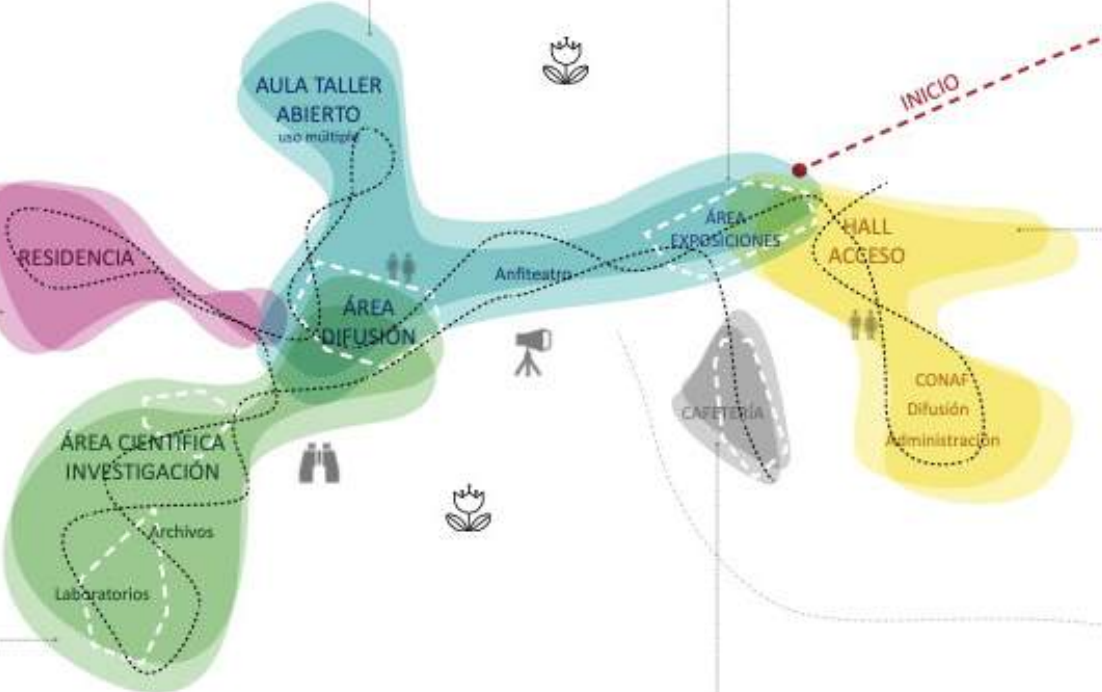 AULA TALLER
ABIERTO
uso múltiple
INICIO
RESIDENCIA
ÁREA
EXPOSICIONES
HALL
ACCESO
Anfiteatro
ÁREA
DIFUSIÓN
CONAF
Difusión
Administración
CAFETERÍA
ÁREA CIENTÍFICA
INVESTIGACIÓN
Archivos
Laboratorios